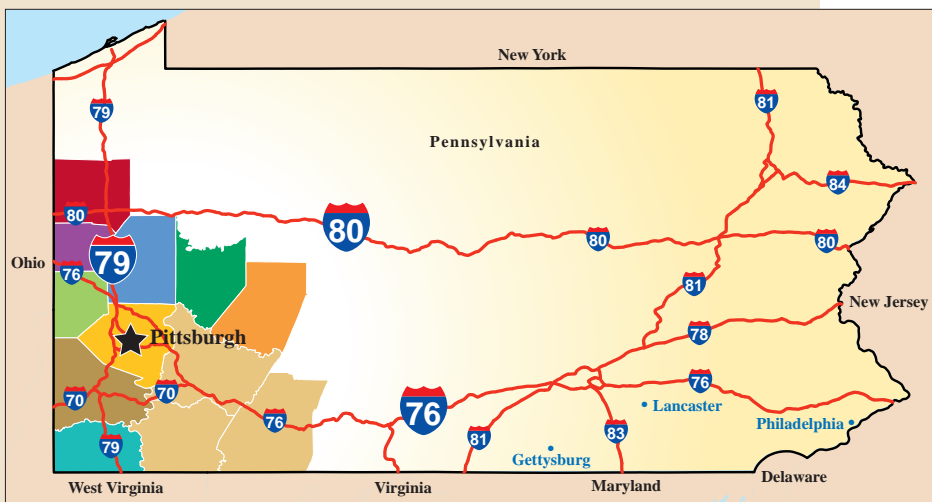 New York
79
81
Pennsylvania
84
80
80
80
80
Ohio
79
76
81
New Jersey
Pittsburgh
78
70
70
76
76
76
Lancaster
Philadelphia
79
81
83
Gettysburg
West Virginia
Virginia
Maryland
Delaware